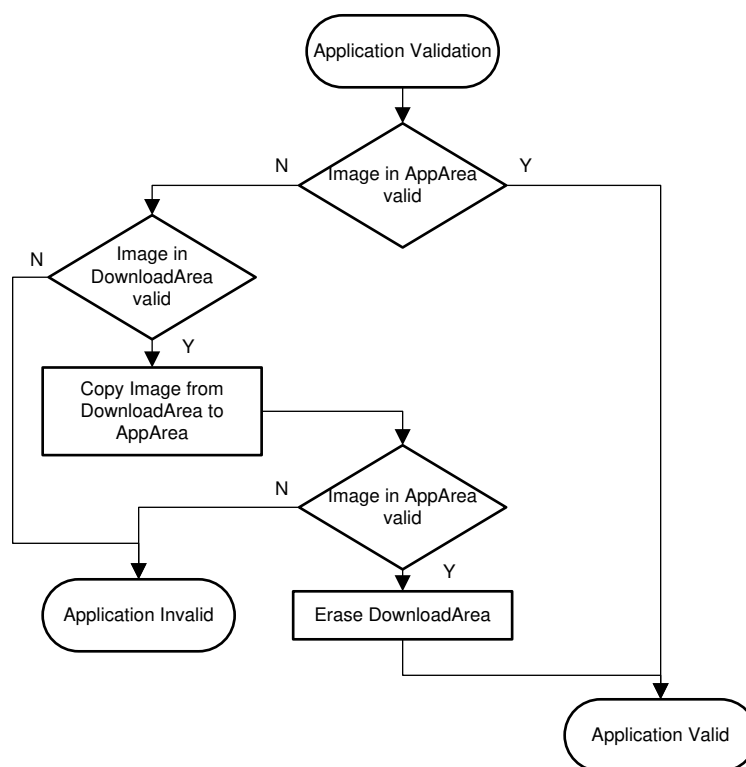 Application Validation
N
Y
Image in AppArea
valid
N
Image in
DownloadArea
valid
Y
Copy Image from
DownloadArea to
AppArea
N
Image in AppArea
valid
Y
Application Invalid
Erase DownloadArea
Application Valid